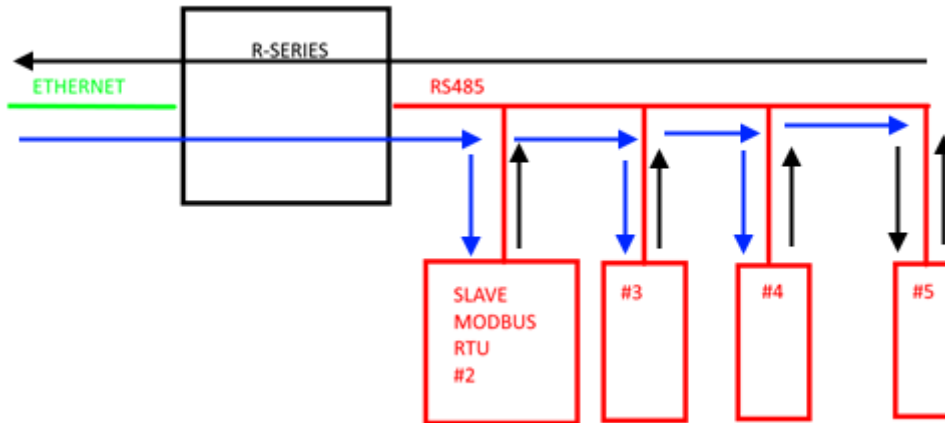 R-SERIES
ETHERNET
RS485
SLAVE
MODBUS
RTU
#2
#3
#4
#5